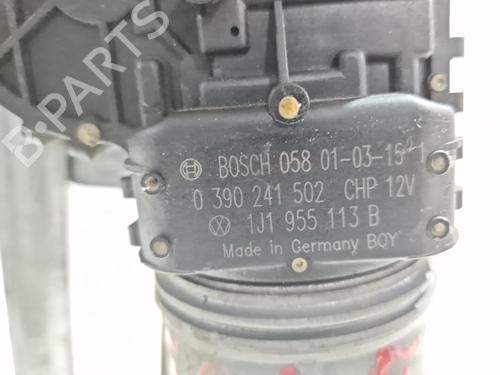 BOSCH 058 01-03-15
0 390 241 502 CHP 12V
1J1 955 113 B
Made in Germany BOY
B-PARTS